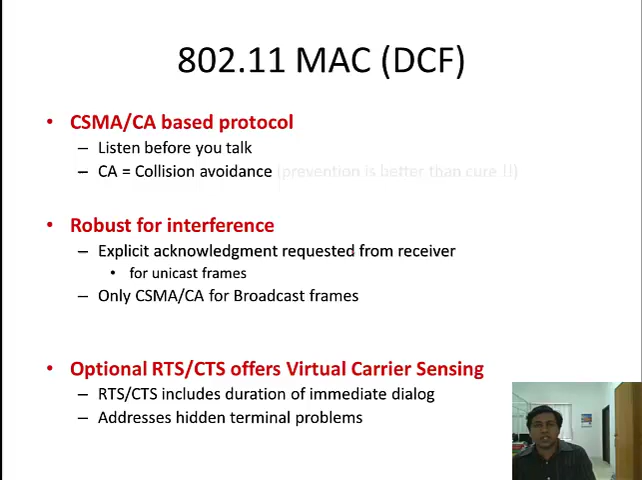 802.11 MAC (DCF)
• CSMA/CA based protocol
– Listen before you talk
– CA = Collision avoidance (prevention is better than cure !!)
• Robust for interference
– Explicit acknowledgment requested from receiver
• for unicast frames
– Only CSMA/CA for Broadcast frames
• Optional RTS/CTS offers Virtual Carrier Sensing
– RTS/CTS includes duration of immediate dialog
– Addresses hidden terminal problems